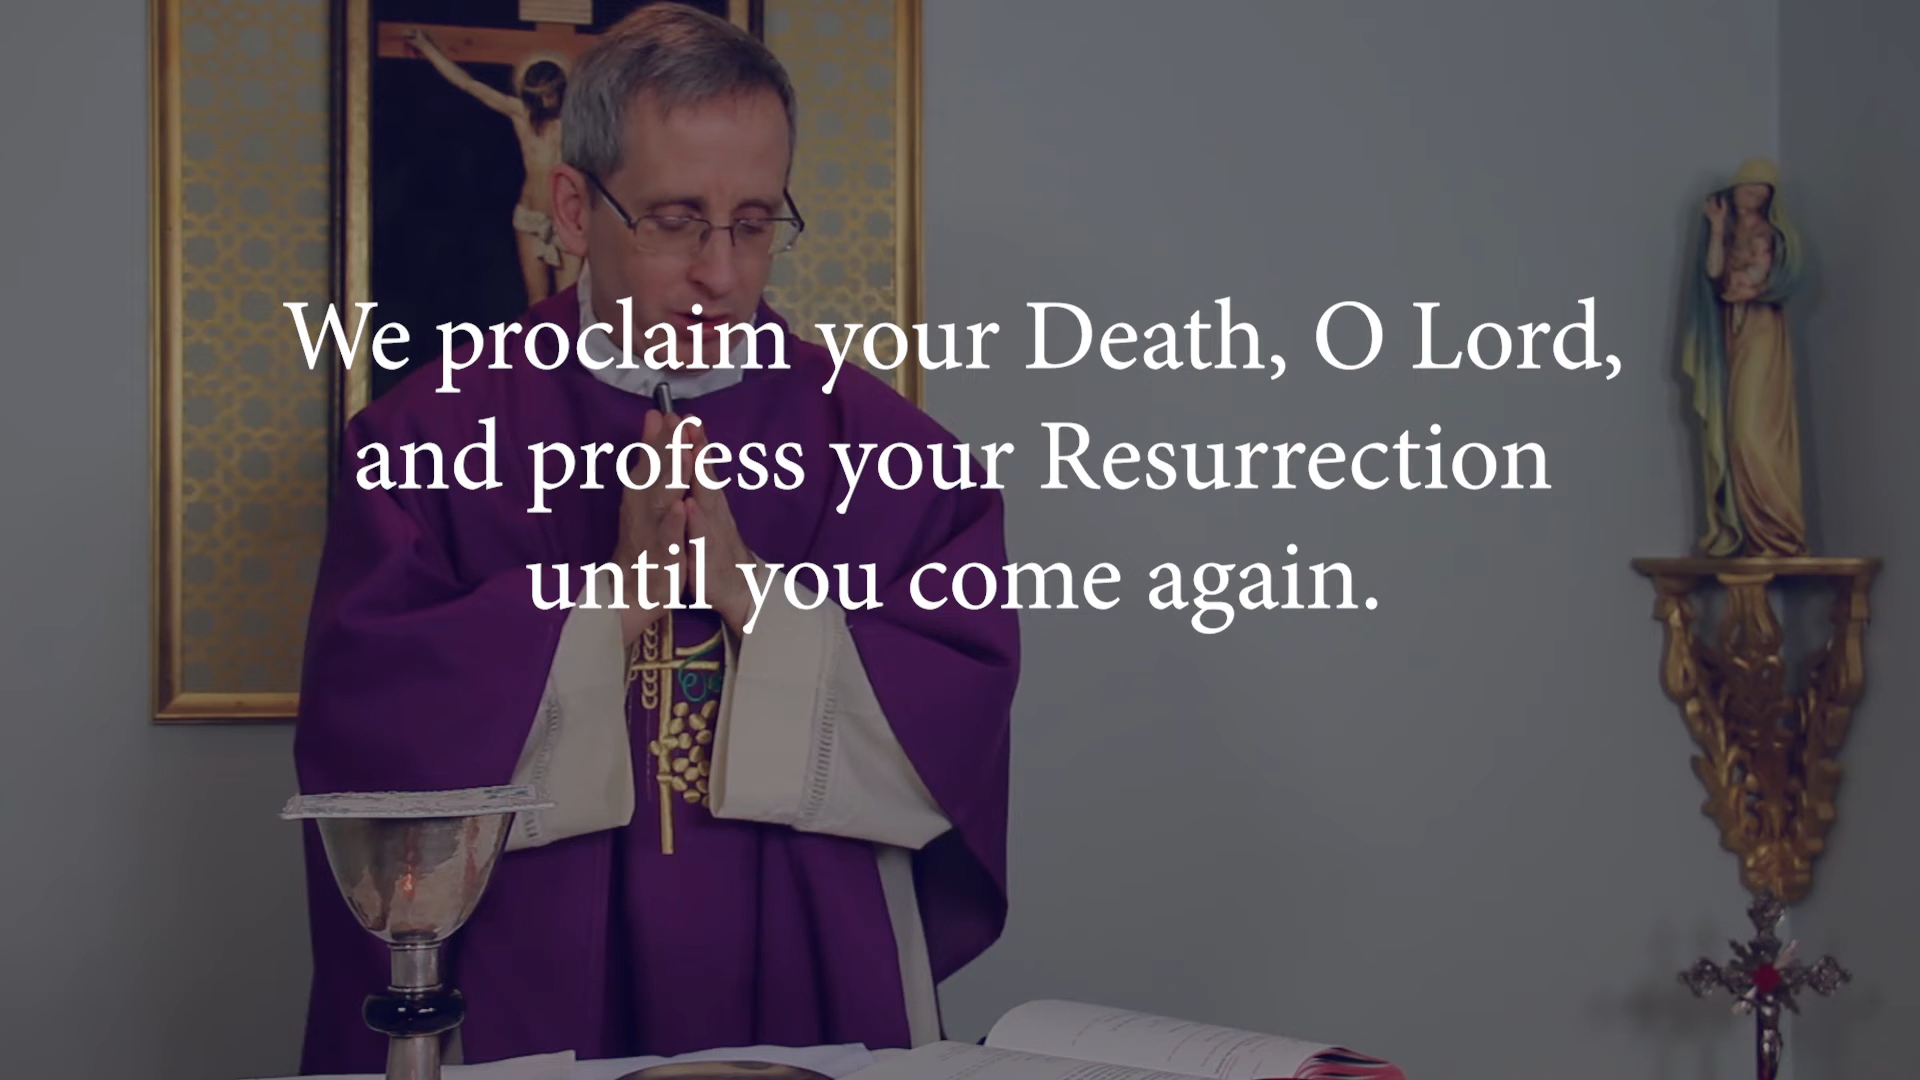 We proclaim your Death, O Lord,
and profess your Resurrection
until you come again.